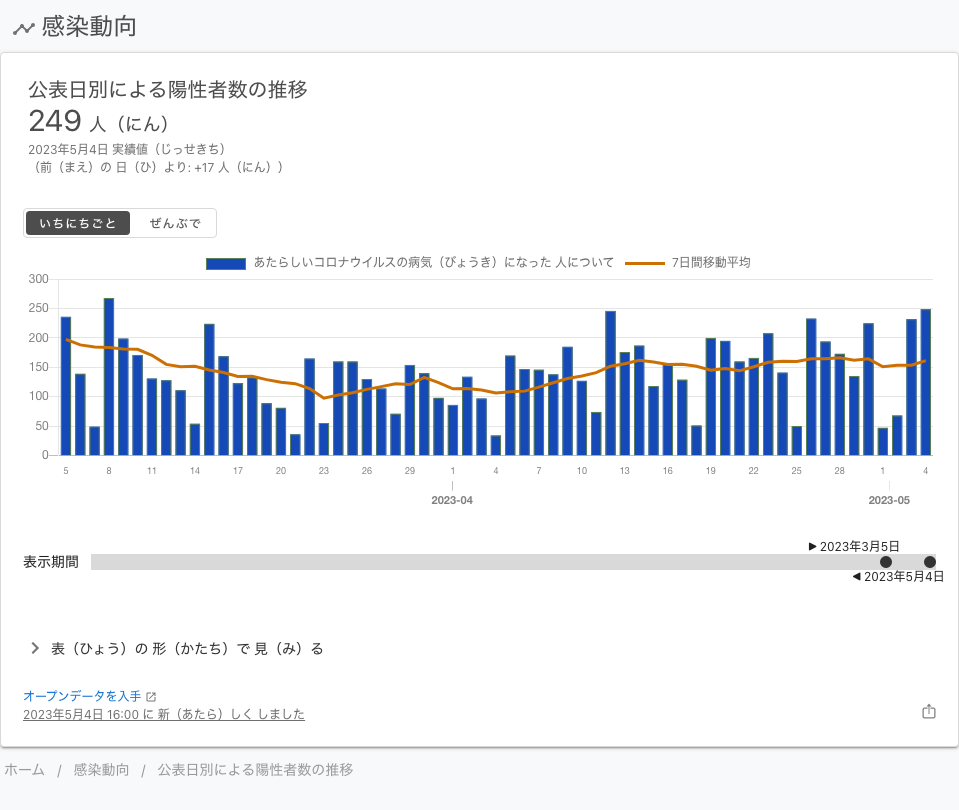 感染動向
公表日別による陽性者数の推移
249 人（にん）
2023年5月4日 実績値（じっせきち）
（前（まえ）の 日（ひ）より: +17 人（にん））
いちにちごと ぜんぶで
あたらしいコロナウイルスの病気（びょうき）になった 人について 7日間移動平均
300
250
200
150
100
50
0
5 8 11 14 17 20 23 26 29 1 4 7 10 13 16 19 22 25 28 1 4
2023-04 2023-05
▶ 2023年3月5日
表示期間
◀ 2023年5月4日
表（ひょう）の 形（かたち）で 見（み）る
オープンデータを入手
2023年5月4日 16:00 に 新（あたら）しく しました
ホーム / 感染動向 / 公表日別による陽性者数の推移